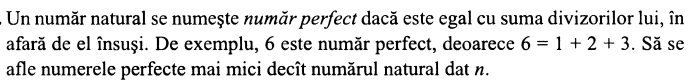 . Un număr natural se numeşte număr perfect dacă este egal cu suma divizorilor lui, în
afară de el însuşi. De exemplu, 6 este număr perfect, deoarece 6 = 1 + 2 + 3. Să se
afle numerele perfecte mai mici decît numărul natural dat n.